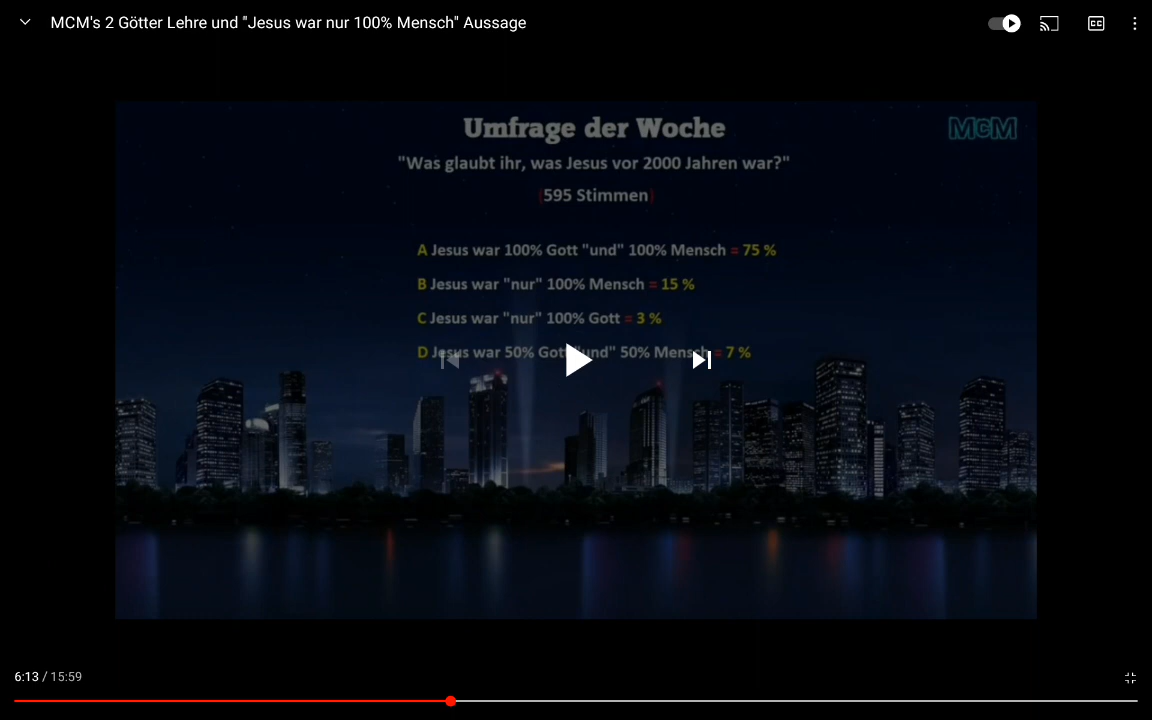 MCM's 2 Götter Lehre und "Jesus war nur 100% Mensch" Aussage
CC
Umfrage der Woche
MCM
"Was glaubt ihr, was Jesus vor 2000 Jahren war?"
(595 Stimmen)
A Jesus war 100% Gott "und" 100% Mensch = 75 %
B Jesus war "nur" 100% Mensch = 15 %
C Jesus war "nur" 100% Gott = 3 %
D Jesus war 50% Gott "und" 50% Mensch = 7 %
6:13 / 15:59